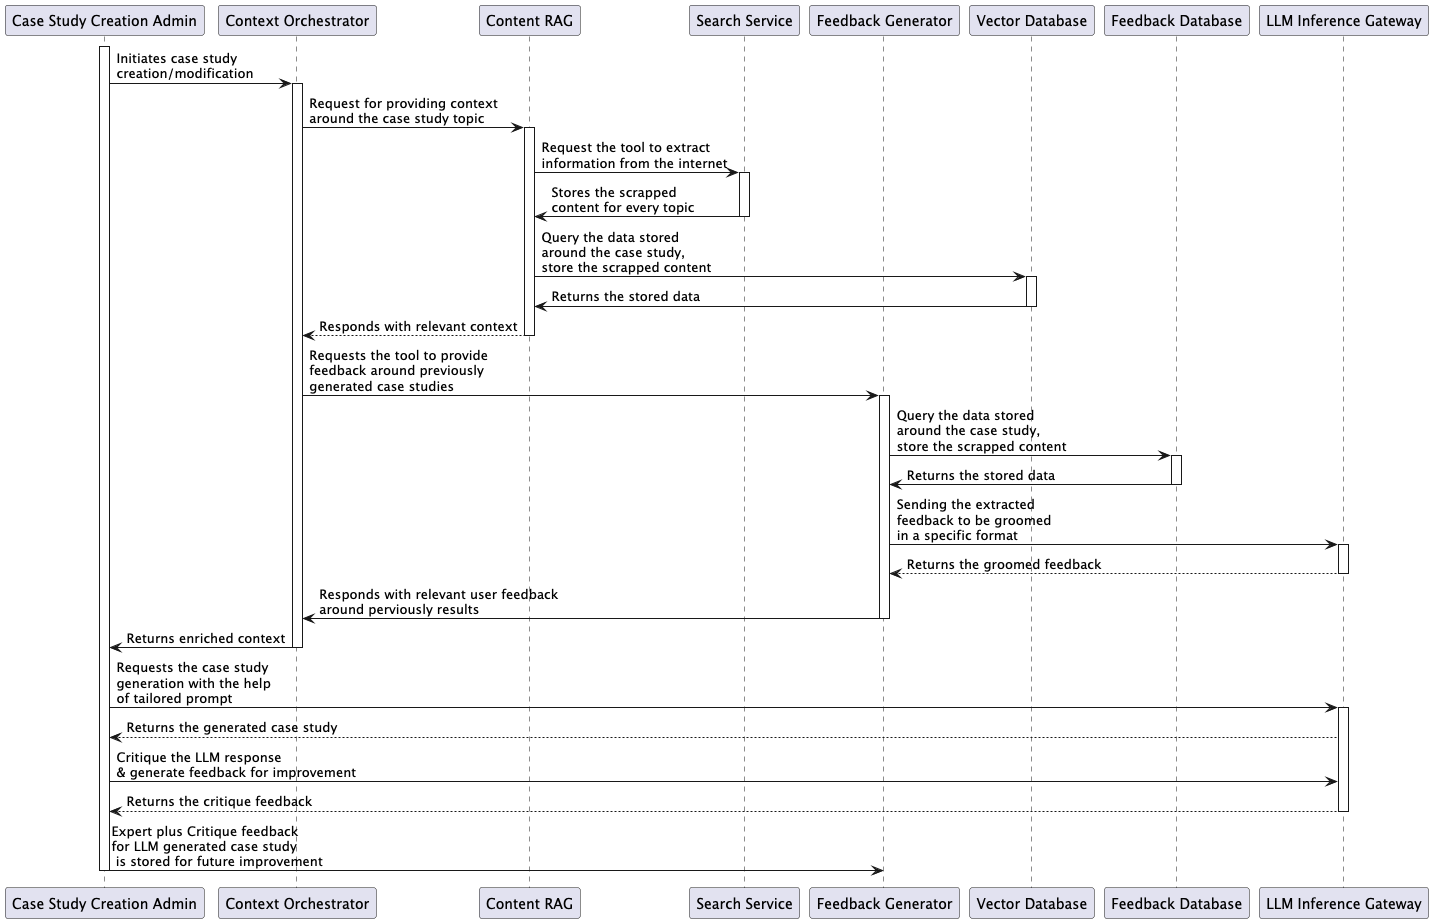 Case Study Creation Admin
Context Orchestrator
Content RAG
Search Service
Feedback Generator
Vector Database
Feedback Database
LLM Inference Gateway
Initiates case study
creation/modification
Request for providing context
around the case study topic
Request the tool to extract
information from the internet
Stores the scrapped
content for every topic
Query the data stored
around the case study,
store the scrapped content
Returns the stored data
Responds with relevant context
Requests the tool to provide
feedback around previously
generated case studies
Query the data stored
around the case study,
store the scrapped content
Returns the stored data
Sending the extracted
feedback to be groomed
in a specific format
Returns the groomed feedback
Responds with relevant user feedback
around perviously results
Returns enriched context
Requests the case study
generation with the help
of tailored prompt
Returns the generated case study
Critique the LLM response
& generate feedback for improvement
Returns the critique feedback
Expert plus Critique feedback
for LLM generated case study
is stored for future improvement
Case Study Creation Admin
Context Orchestrator
Content RAG
Search Service
Feedback Generator
Vector Database
Feedback Database
LLM Inference Gateway